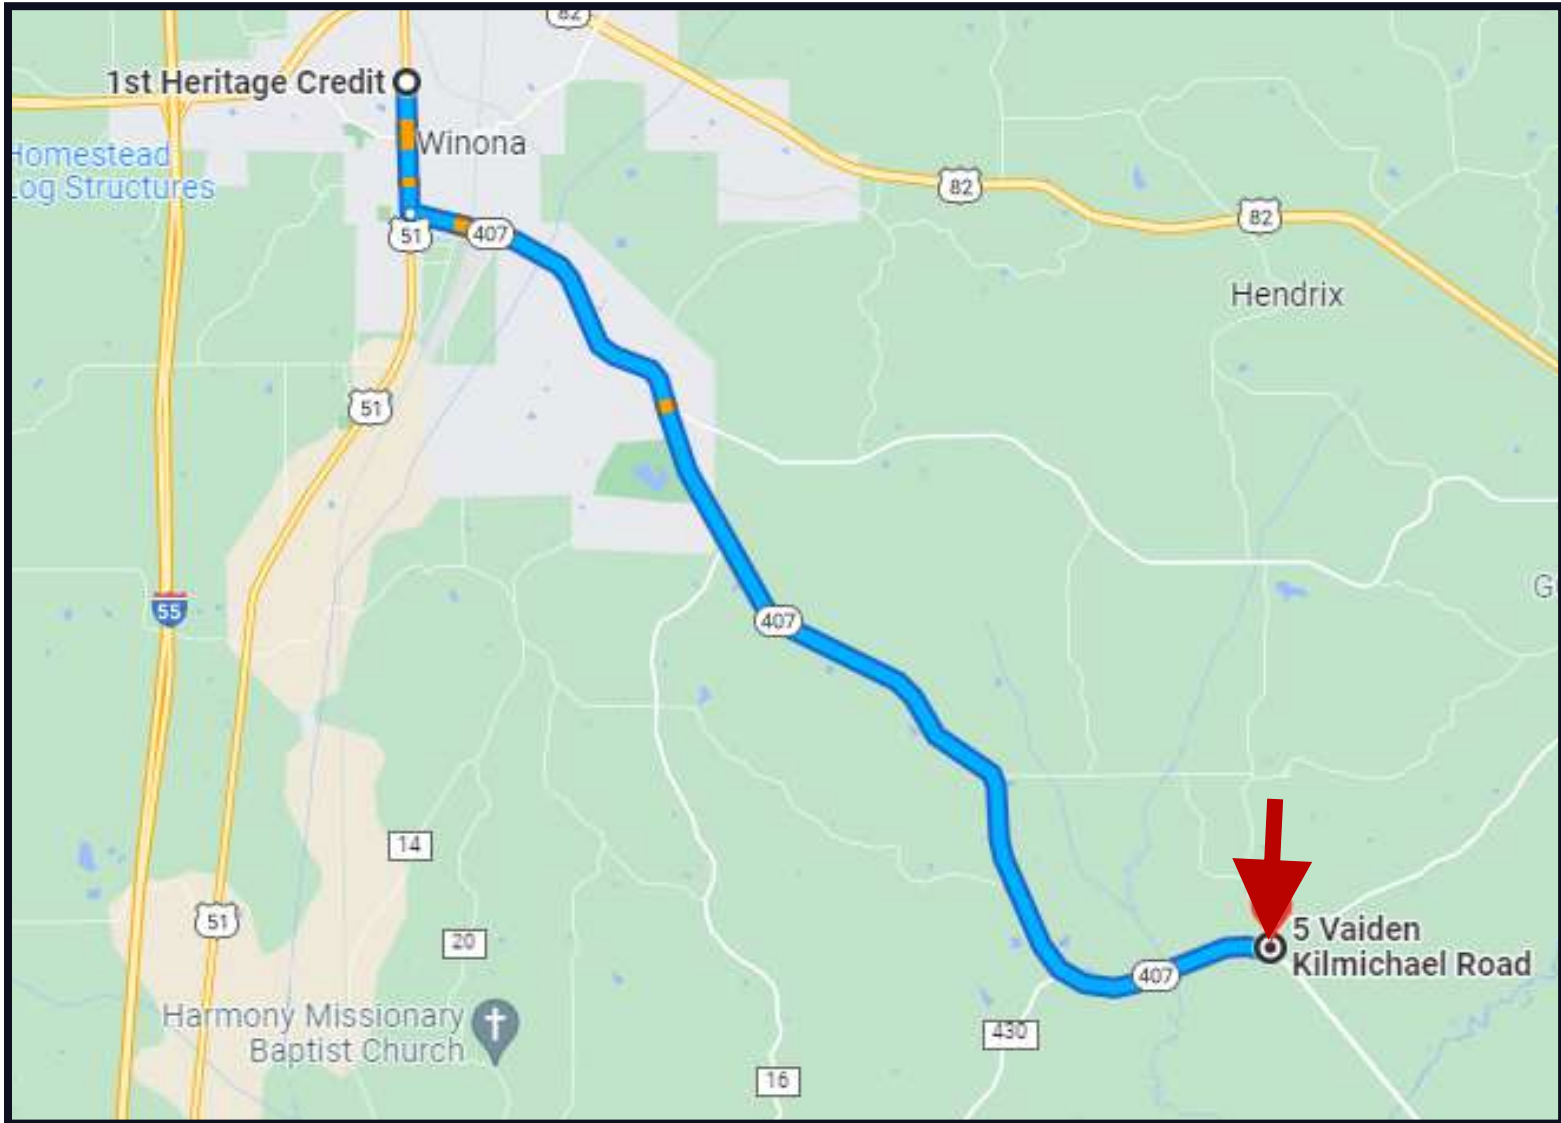 82
1st Heritage Credit
Winona
Homestead
Log Structures
82
82
51
407
Hendrix
51
55
407
14
51
20
5 Vaiden
Kilmichael Road
407
Harmony Missionary
Baptist Church
430
16